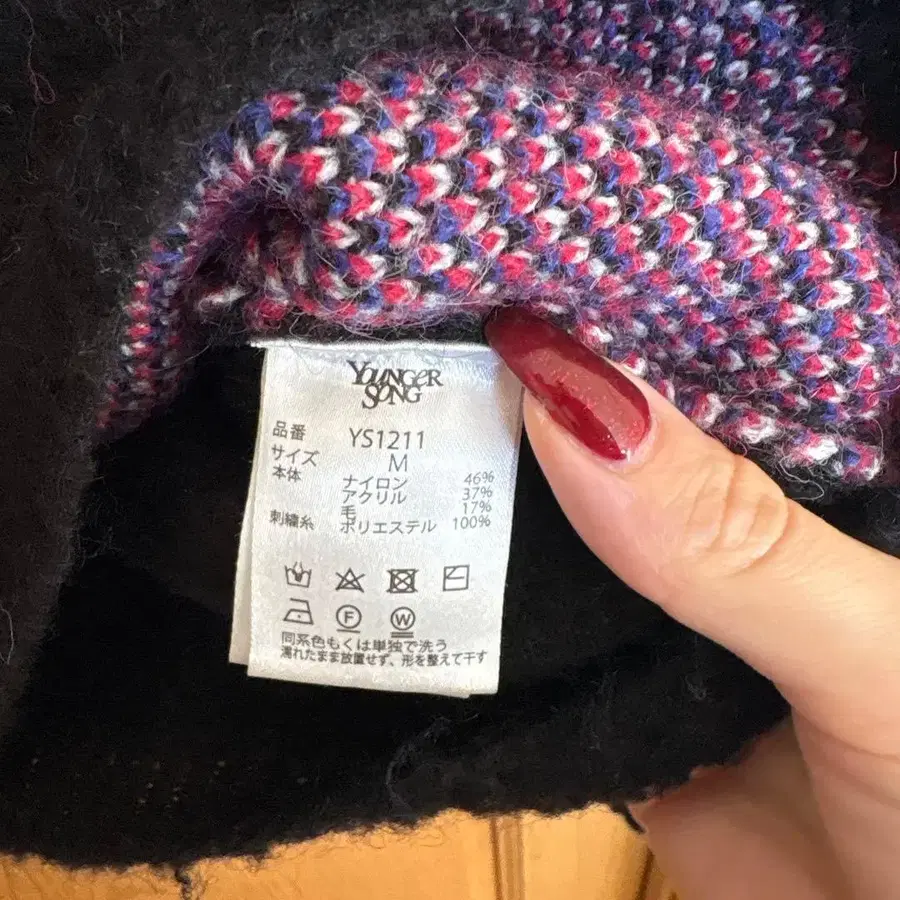 YOUNGER
SONG
品番 YS1211
サイズ M
本体 ナイロン 46%
アクリル 37%
毛 17%
刺繍糸 ポリエステル 100%
F W
同系色もくは単独で洗う
濡れたまま放置せず、形を整えて干す